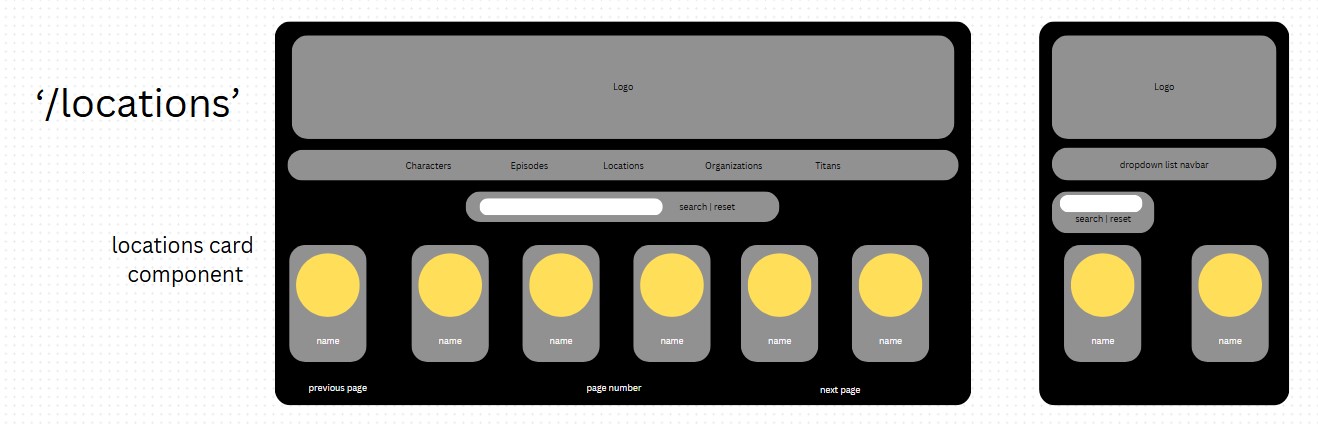 ‘/locations’
locations card
component
Logo
Characters Episodes Locations Organizations Titans
search | reset
name name name name name name
previous page page number next page
Logo
dropdown list navbar
search | reset
name name